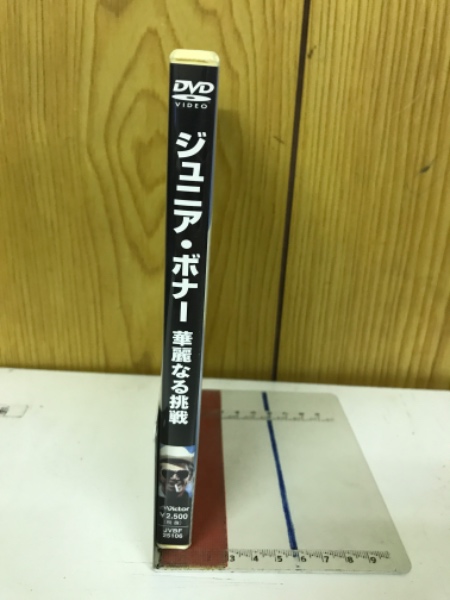 DVD
VIDEO
ジュニア・ボナー
華麗なる挑戦
Victor
¥2,500
JVBF
25106
3 4 5 6 7 8 9